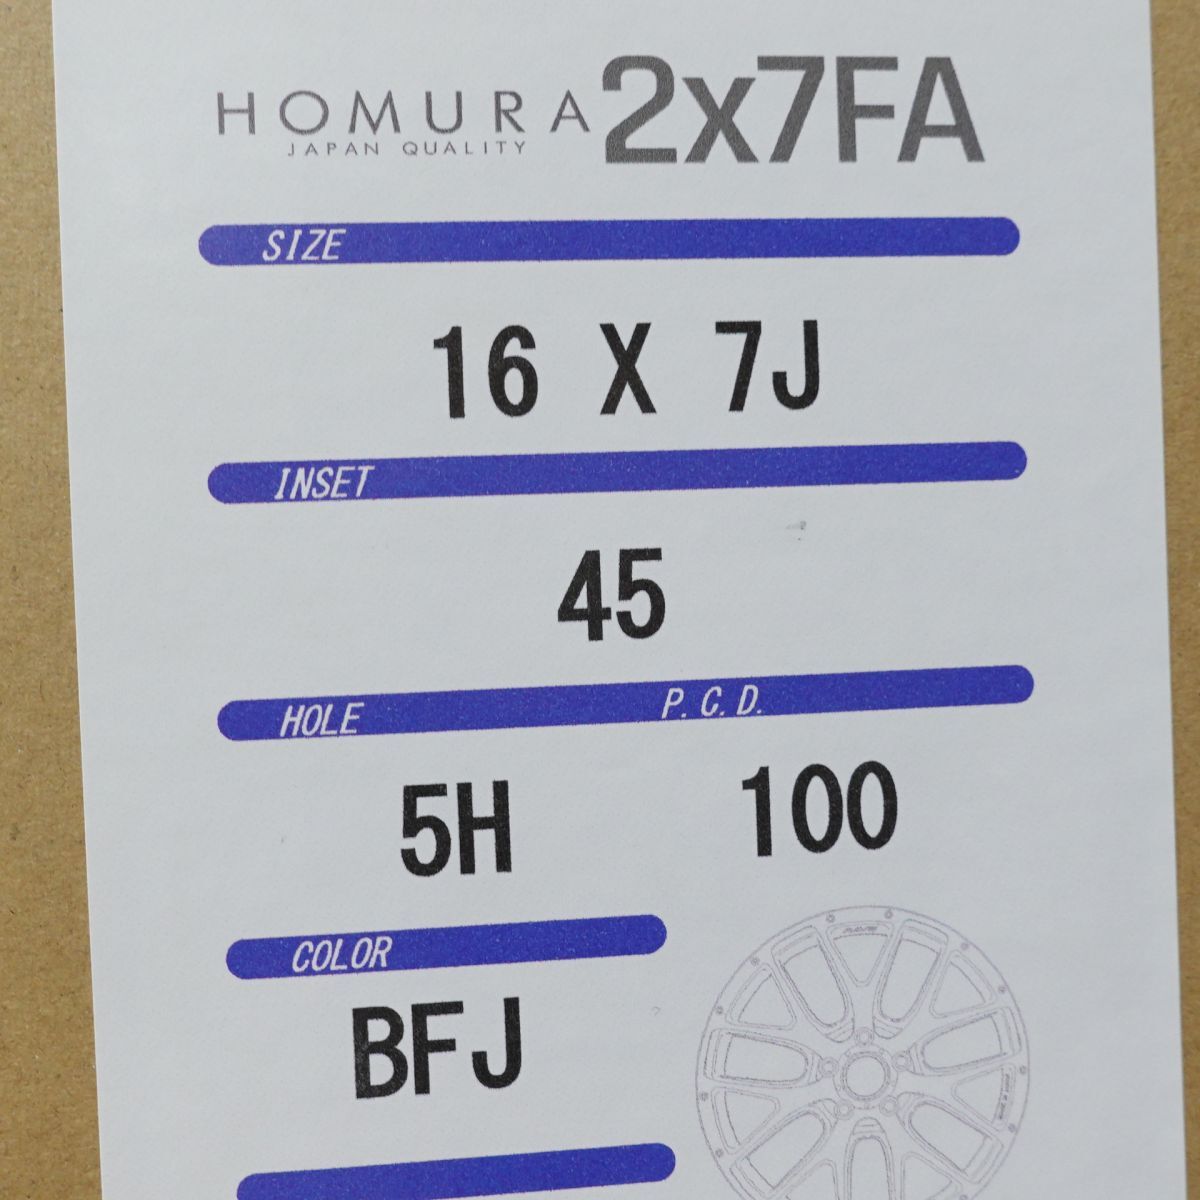 HOMURA 2x7FA
JAPAN QUALITY
SIZE
16 X 7J
INSET
45
HOLE P.C.D.
5H 100
COLOR
BFJ